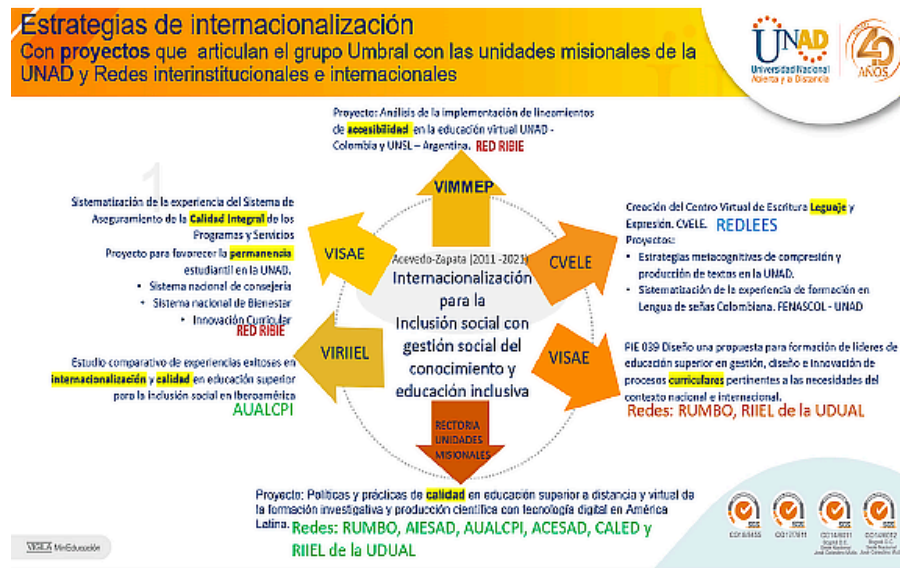 Estrategias de internacionalización
Con proyectos que articulan el grupo Umbral con las unidades misionales de la
UNAD y Redes interinstitucionales e internacionales
UNAD
Universidad Nacional
Abierta y a Distancia
40
AÑOS
Proyecto: Análisis de la implementación de lineamientos
de accesibilidad en la educación virtual UNAD -
Colombia y UNSL – Argentina. RED RIBIE
VIMMEP
1
Sistematización de la experiencia del Sistema de
Aseguramiento de la Calidad Integral de los
Programas y Servicios
Proyecto para favorecer la permanencia
estudiantil en la UNAD.
• Sistema nacional de consejería
• Sistema nacional de Bienestar
• Innovación Curricular
RED RIBIE
VISAE
Creación del Centro Virtual de Escritura Leguaje y
Expresión. CVELE. REDLEES
Proyectos:
• Estrategias metacognitivas de compresión y
producción de textos en la UNAD.
• Sistematización de la experiencia de formación en
Lengua de señas Colombiana. FENASCOL - UNAD
CVELE
Acevedo-Zapata (2011 -2021)
Internacionalización
para la
Inclusión social con
gestión social del
conocimiento y
educación inclusiva
VIRIIEL
Estudio comparativo de experiencias exitosas en
internacionalización y calidad en educación superior
para la inclusión social en Iberoamérica
AUALCPI
VISAE
PIE 039 Diseño una propuesta para formación de líderes de
educación superior en gestión, diseño e innovación de
procesos curriculares pertinentes a las necesidades del
contexto nacional e internacional.
Redes: RUMBO, RIIEL de la UDUAL
RECTORIA
UNIDADES
MISIONALES
Proyecto: Políticas y prácticas de calidad en educación superior a distancia y virtual de
la formación investigativa y producción científica con tecnología digital en América
Latina. Redes: RUMBO, AIESAD, AUALCPI, ACESAD, CALED y
RIIEL de la UDUAL
VIGILADA MinEducación
SGS
SGS
SGS
SGS